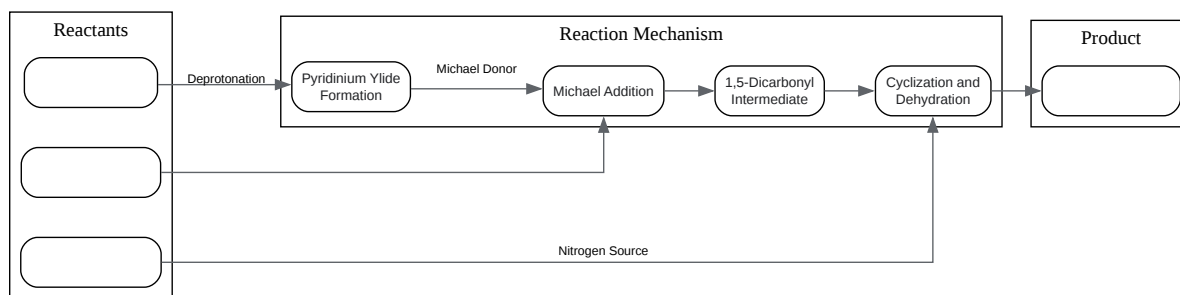 Reactants
Reaction Mechanism
Product
Deprotonation
Pyridinium Ylide
Formation
Michael Donor
Michael Addition
1,5-Dicarbonyl
Intermediate
Cyclization and
Dehydration
Nitrogen Source